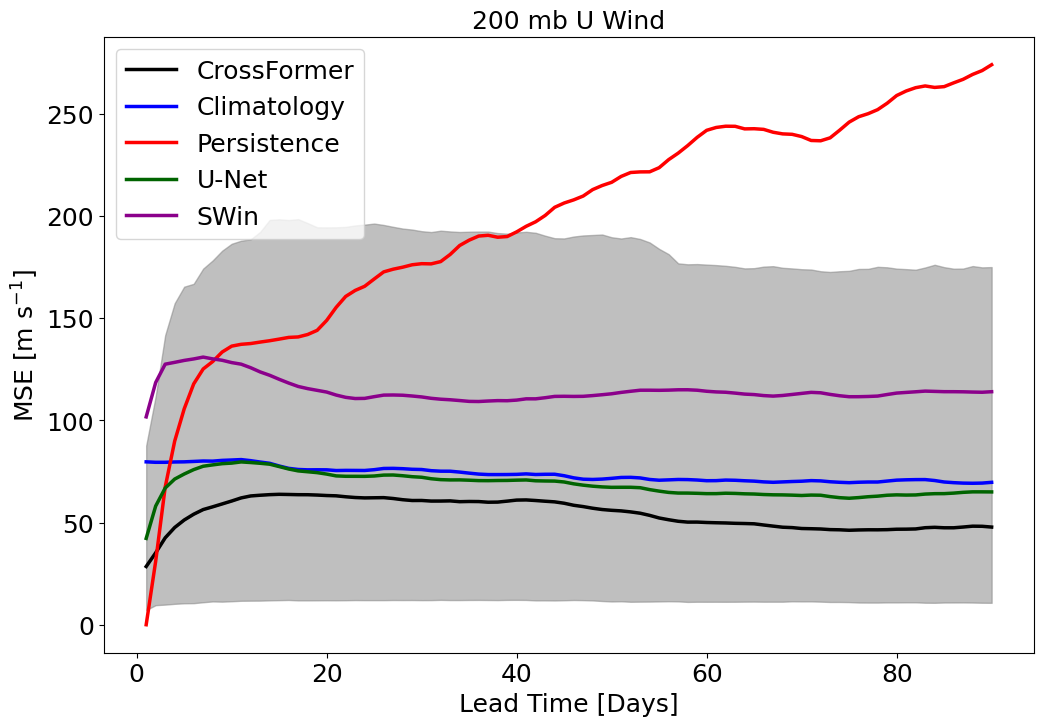 200 mb U Wind
CrossFormer
Climatology
Persistence
U-Net
SWin
MSE [m s⁻¹]
250
200
150
100
50
0
0 20 40 60 80
Lead Time [Days]